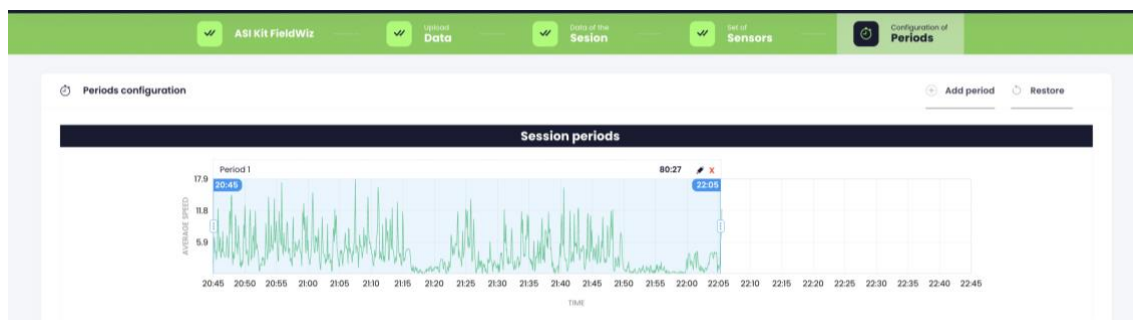 ASI Kit FieldWiz
Upload
Data
Data of the
Sesion
Set of
Sensors
Configuration of
Periods
Periods configuration
Add period
Restore
Session periods
Period 1
80:27
X
17.9
20:45
22:05
11.8
5.9
AVERAGE SPEED
20:45 20:50 20:55 21:00 21:05 21:10 21:15 21:20 21:25 21:30 21:35 21:40 21:45 21:50 21:55 22:00 22:05 22:10 22:15 22:20 22:25 22:30 22:35 22:40 22:45
TIME